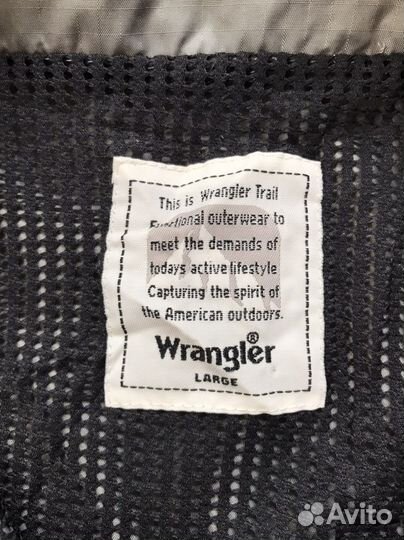 This is Wrangler Trail
Functional outerwear to
meet the demands of
todays active lifestyle
Capturing the spirit of
the American outdoors.
Wrangler®
LARGE
Avito